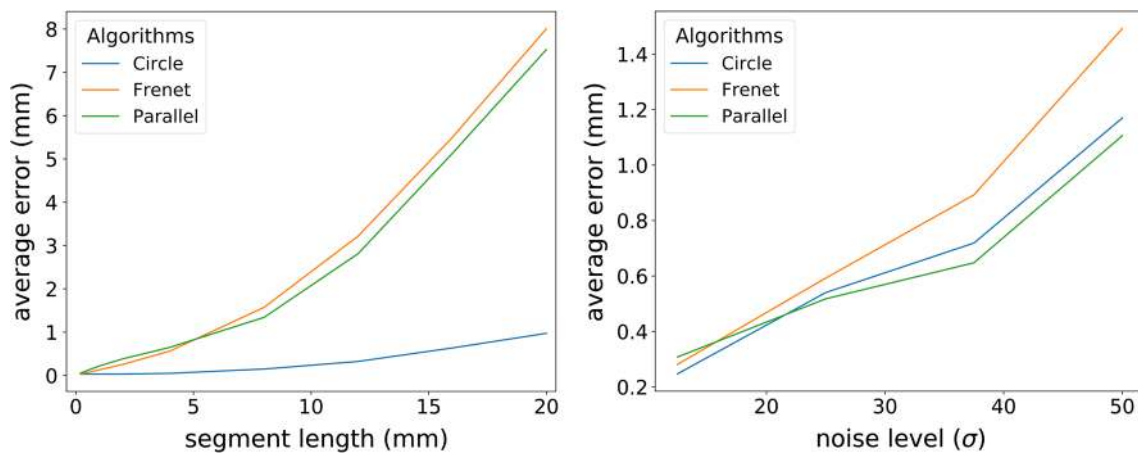 8
7
6
5
4
3
2
1
0
average error (mm)
Algorithms
Circle
Frenet
Parallel
0
5
10
15
20
segment length (mm)
1.4
1.2
1.0
0.8
0.6
0.4
0.2
average error (mm)
Algorithms
Circle
Frenet
Parallel
20
30
40
50
noise level (σ)